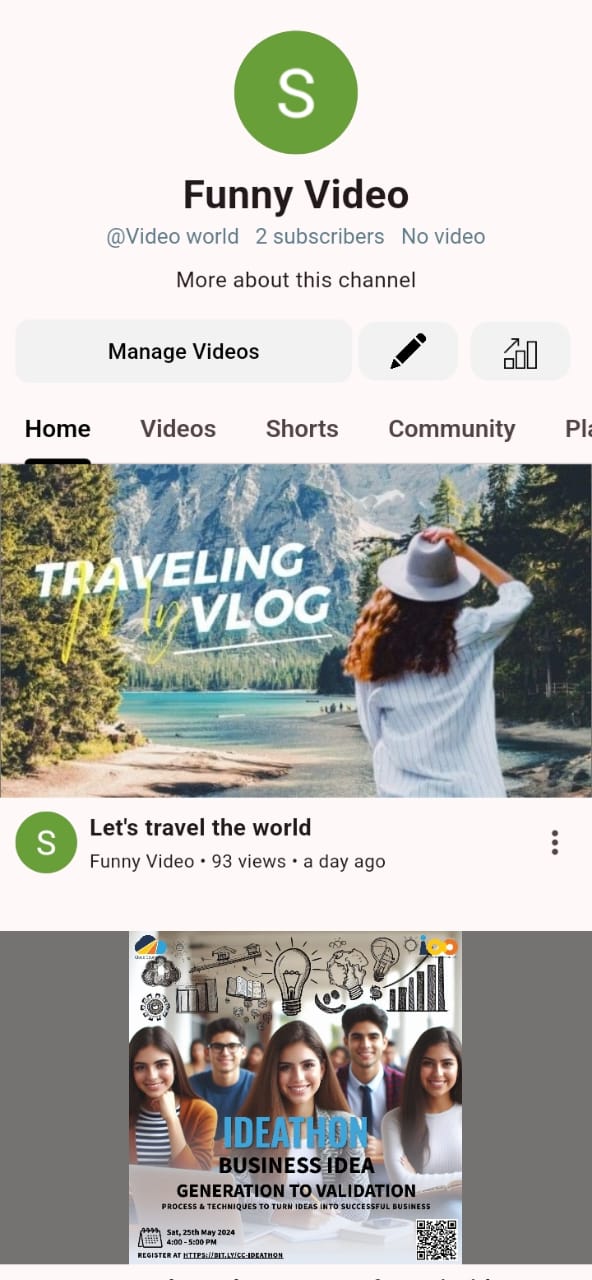 S
Funny Video
@Video world 2 subscribers No video
More about this channel
Manage Videos
Home Videos Shorts Community Pla
TRAVELING
My VLOG
S
Let's travel the world
Funny Video • 93 views • a day ago
IDEATHON
BUSINESS IDEA
GENERATION TO VALIDATION
PROCESS & TECHNIQUES TO TURN IDEAS INTO SUCCESSFUL BUSINESS
Sat, 25th May 2024
4:00 - 5:00 PM
REGISTER AT HTTPS://BIT.LY/CC-IDEATHON